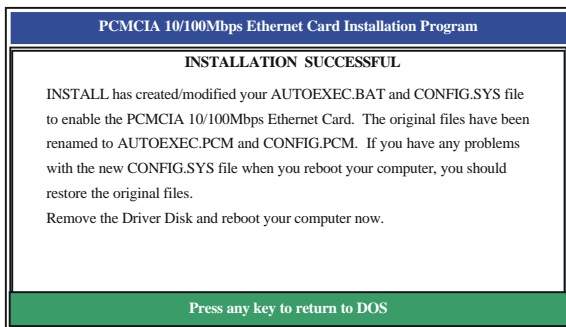 PCMCIA 10/100Mbps Ethernet Card Installation Program
INSTALLATION SUCCESSFUL
INSTALL has created/modified your AUTOEXEC.BAT and CONFIG.SYS file
to enable the PCMCIA 10/100Mbps Ethernet Card. The original files have been
renamed to AUTOEXEC.PCM and CONFIG.PCM. If you have any problems
with the new CONFIG.SYS file when you reboot your computer, you should
restore the original files.
Remove the Driver Disk and reboot your computer now.
Press any key to return to DOS